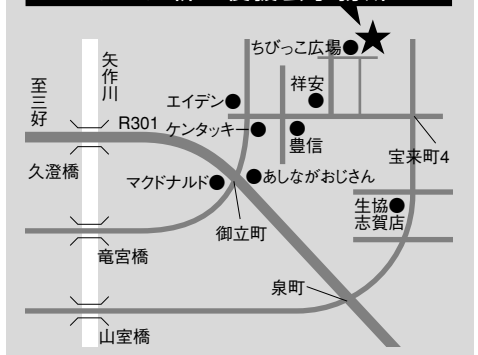 ちびっこ広場
矢作川
至三好
祥安
エイデン
R301
ケンタッキー
豊信
宝来町4
久澄橋
マクドナルド
あしながおじさん
生協
志賀店
御立町
竜宮橋
泉町
山室橋